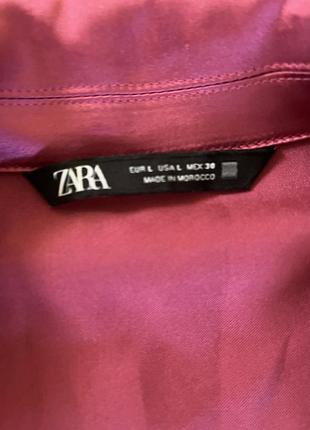 ZARA
EUR L USA L MEX 30
MADE IN MOROCCO